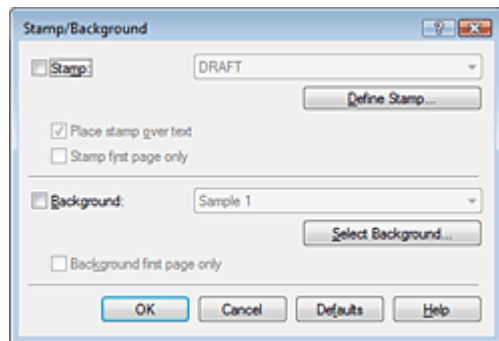 Stamp/Background
Stamp: DRAFT
Define Stamp...
Place stamp over text
Stamp first page only
Background: Sample 1
Select Background...
Background first page only
OK Cancel Defaults Help